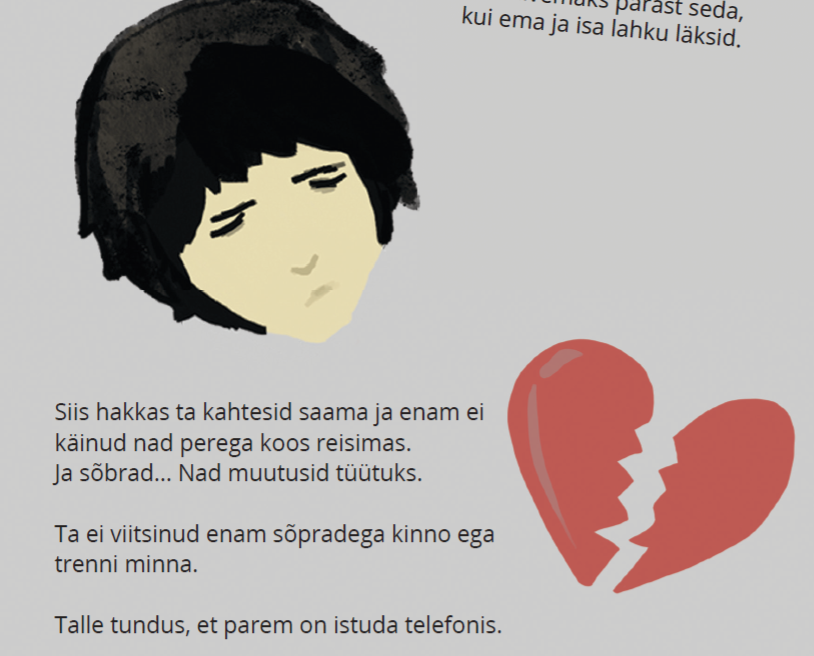 pärast seda,
kui ema ja isa lahku läksid.
Siis hakkas ta kahtesid saama ja enam ei
käinud nad perega koos reisimas.
Ja sõbrad... Nad muutusid tüütuks.
Ta ei viitsinud enam sõpradega kinno ega
trenni minna.
Talle tundus, et parem on istuda telefonis.